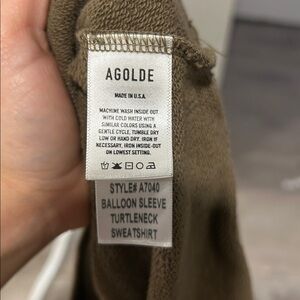 AGOLDE
MADE IN U.S.A.
MACHINE WASH INSIDE OUT
WITH COLD WATER WITH
SIMILAR COLORS USING A
GENTLE CYCLE, TUMBLE DRY
LOW OR HAND DRY. IRON IF
NECESSARY, IRON INSIDE-OUT
ON LOWEST SETTING.
STYLE# A7040
BALLOON SLEEVE
TURTLENECK
SWEATSHIRT